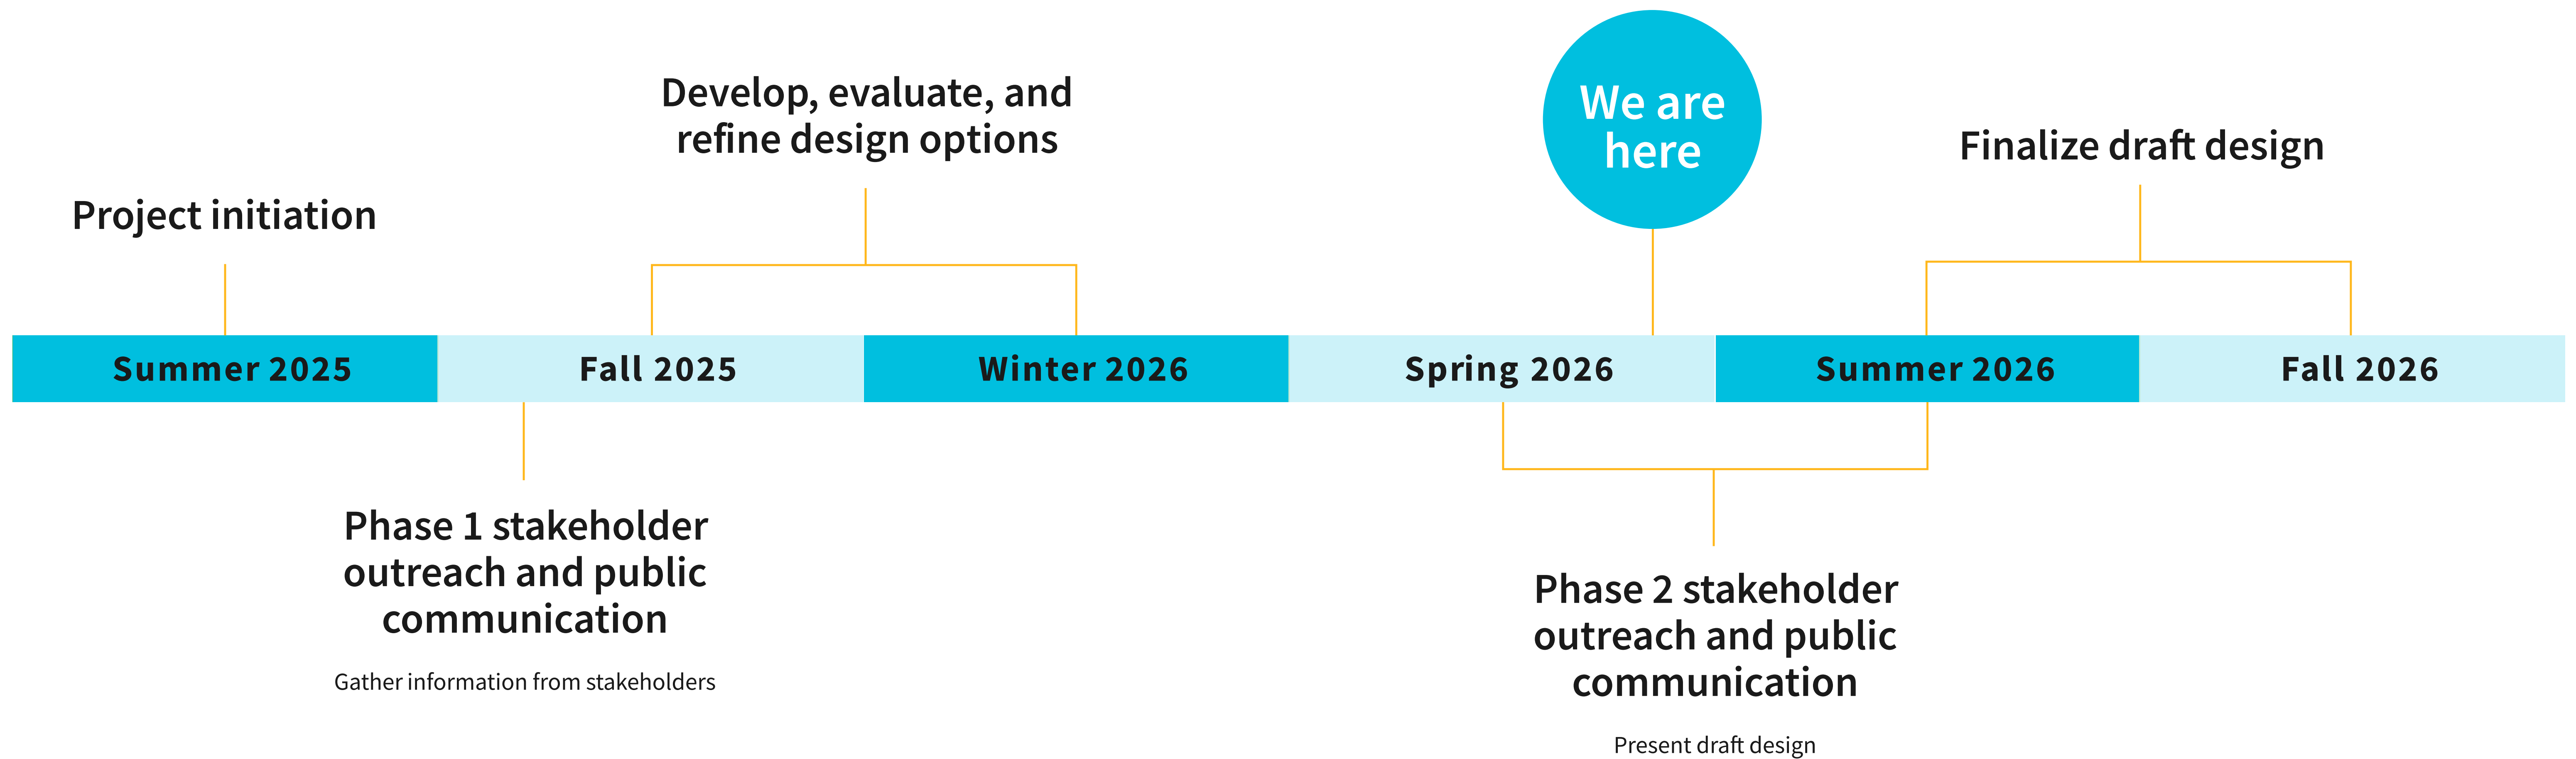 We are
here
Develop, evaluate, and
refine design options
Finalize draft design
Project initiation
Summer 2025
Fall 2025
Winter 2026
Spring 2026
Summer 2026
Fall 2026
Phase 1 stakeholder
outreach and public
communication
Gather information from stakeholders
Phase 2 stakeholder
outreach and public
communication
Present draft design